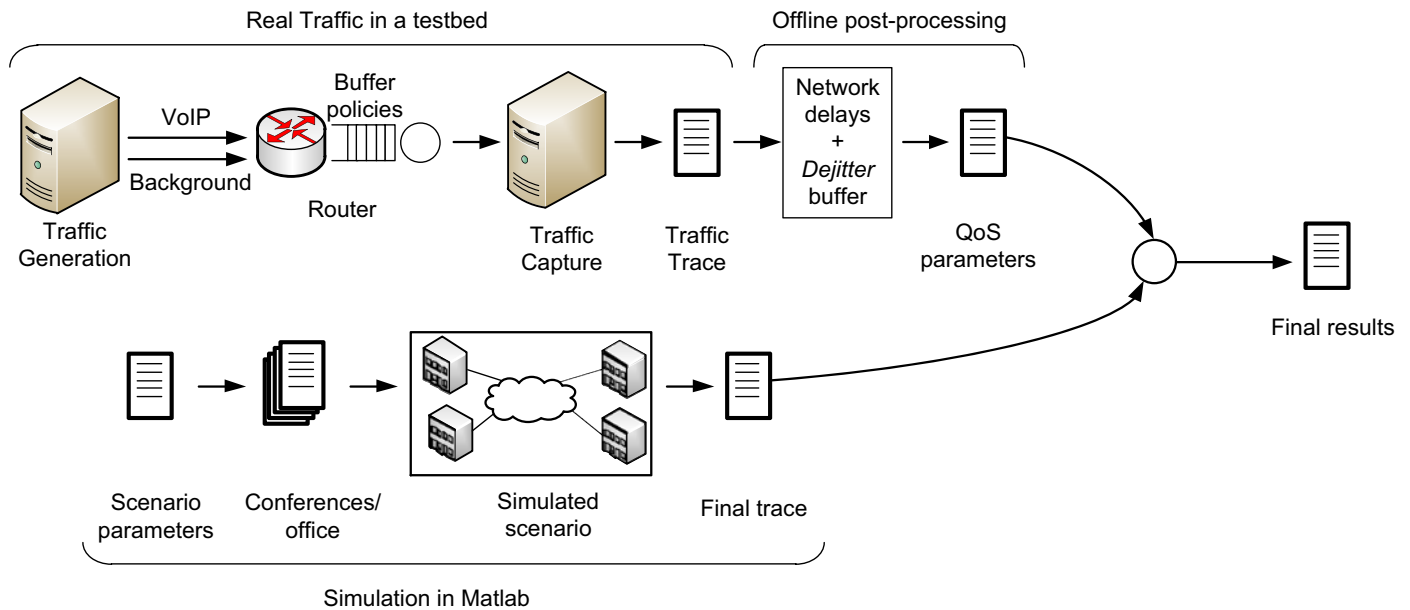 Real Traffic in a testbed
Offline post-processing
VoIP
Background
Traffic
Generation
Buffer
policies
Router
Traffic
Capture
Traffic
Trace
Network
delays
+
Dejitter
buffer
QoS
parameters
Final results
Scenario
parameters
Conferences/
office
Simulated
scenario
Final trace
Simulation in Matlab